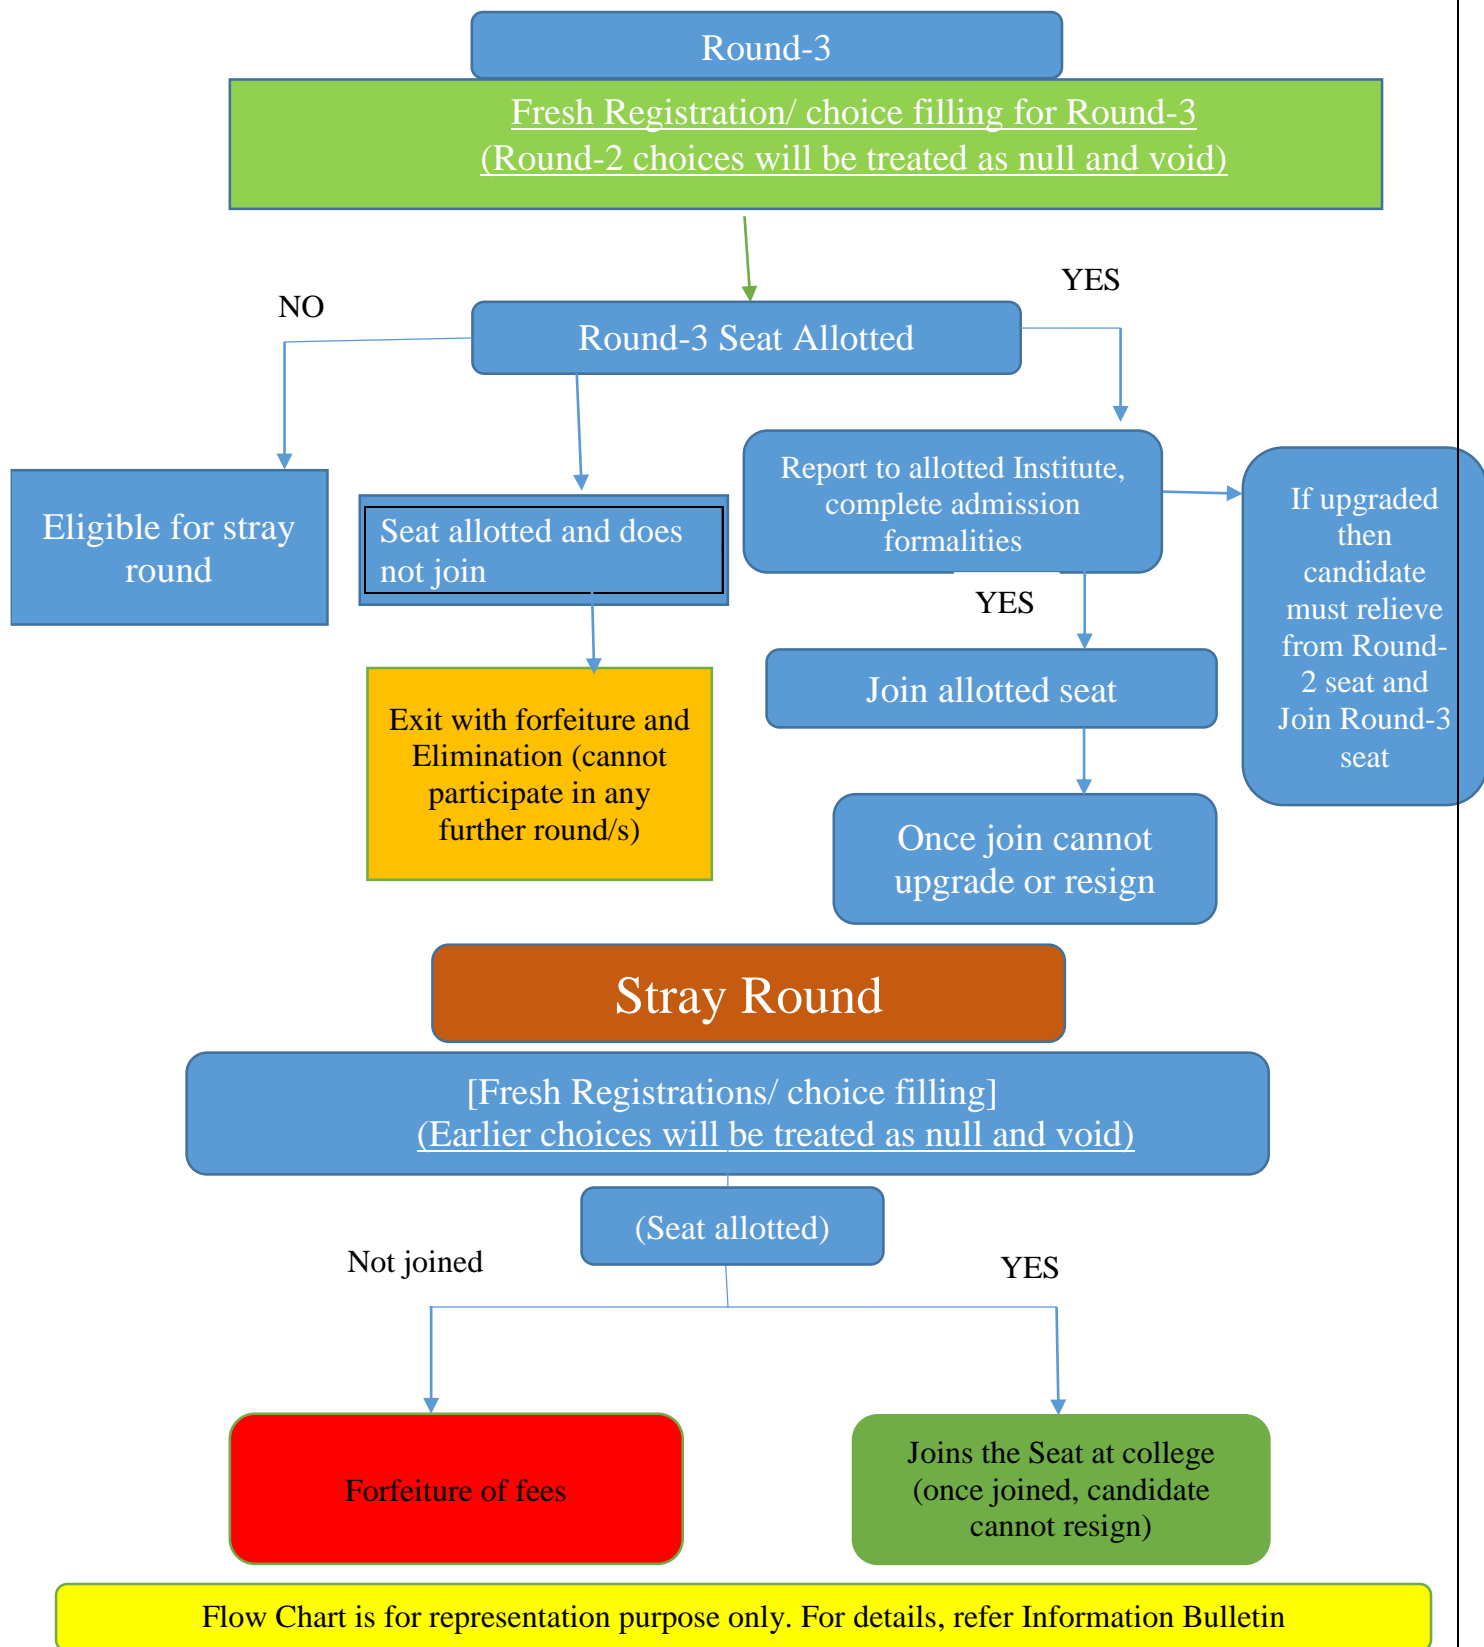 Round-3
Fresh Registration/ choice filling for Round-3
(Round-2 choices will be treated as null and void)
NO
YES
Round-3 Seat Allotted
Eligible for stray
round
Seat allotted and does
not join
Report to allotted Institute,
complete admission
formalities
If upgraded
then
candidate
must relieve
from Round-
2 seat and
Join Round-3
seat
YES
Join allotted seat
Exit with forfeiture and
Elimination (cannot
participate in any
further round/s)
Once join cannot
upgrade or resign
Stray Round
[Fresh Registrations/ choice filling]
(Earlier choices will be treated as null and void)
(Seat allotted)
Not joined
YES
Forfeiture of fees
Joins the Seat at college
(once joined, candidate
cannot resign)
Flow Chart is for representation purpose only. For details, refer Information Bulletin